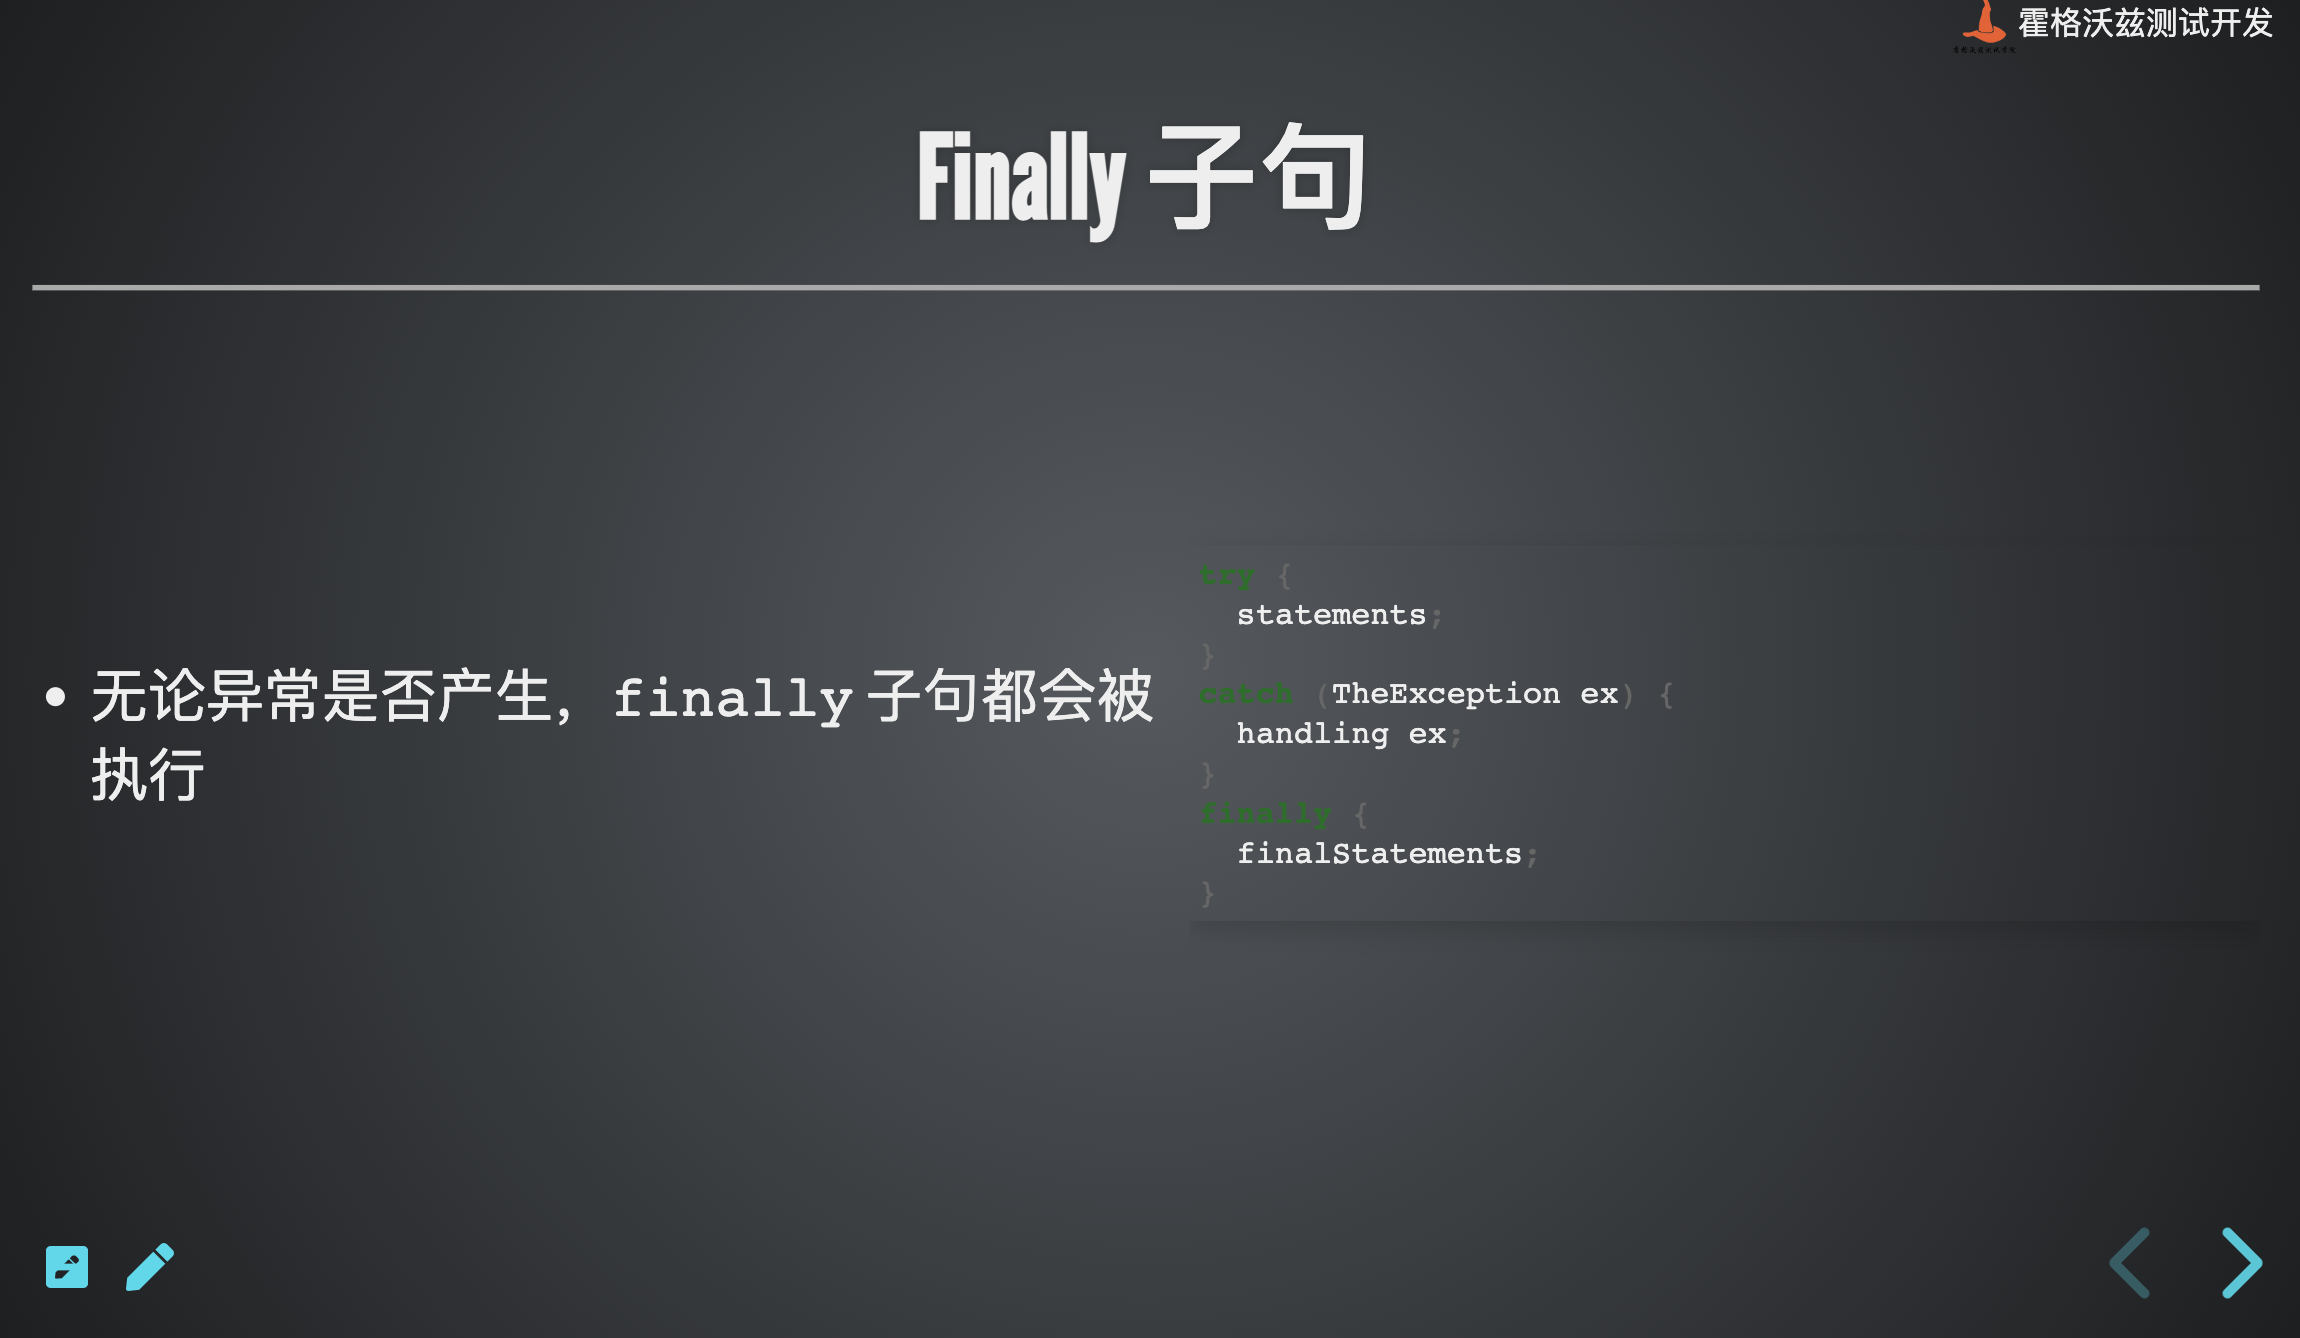 霍格沃兹测试开发
Finally 子句
• 无论异常是否产生，finally 子句都会被
执行
try {
  statements;
}
catch (TheException ex) {
  handling ex;
}
finally {
  finalStatements;
}